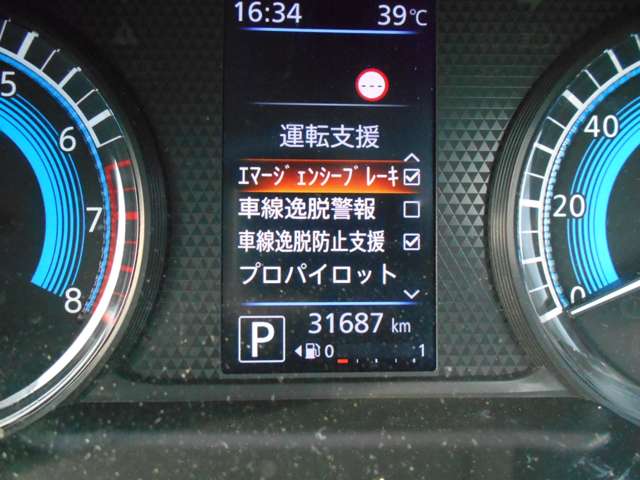 16:34 39℃
---
運転支援
ｴﾏｰｼﾞｪﾝｼｰﾌﾞﾚｰｷ
車線逸脱警報
車線逸脱防止支援
プロパイロット
31687 km
P
0 1
5
6
7
8
40
20
0